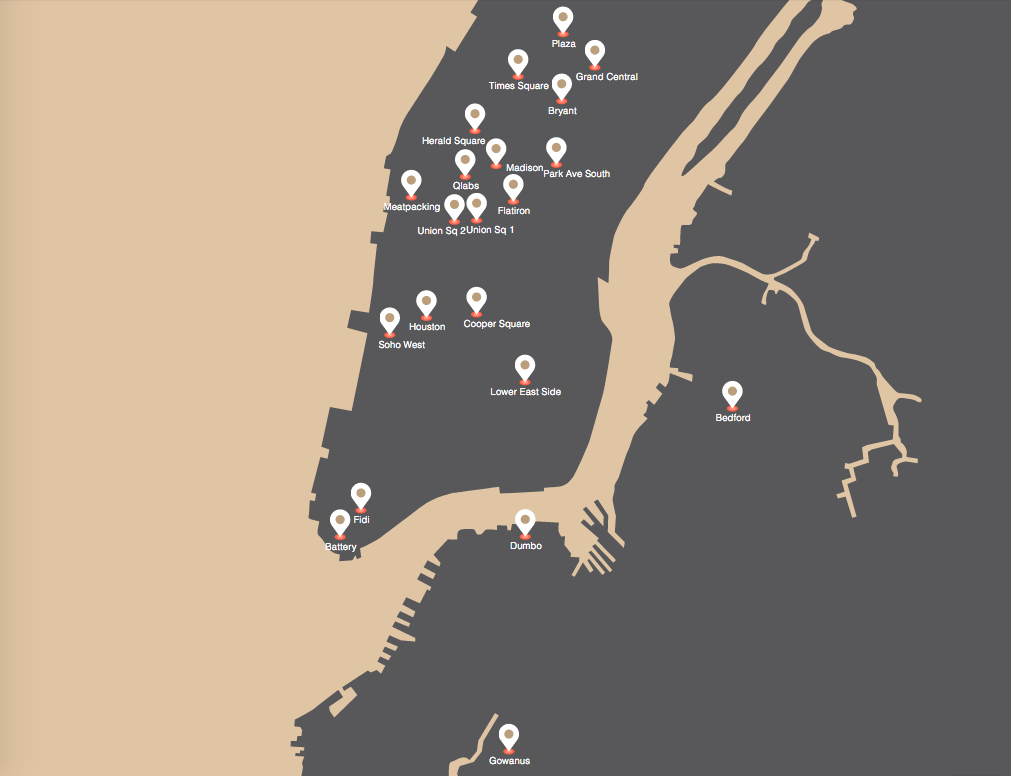 Plaza
Grand Central
Times Square
Bryant
Herald Square
Madison
Park Ave South
Qlabs
Meatpacking
Flatiron
Union Sq 2
Union Sq 1
Houston
Cooper Square
Soho West
Lower East Side
Bedford
Fidi
Battery
Dumbo
Gowanus